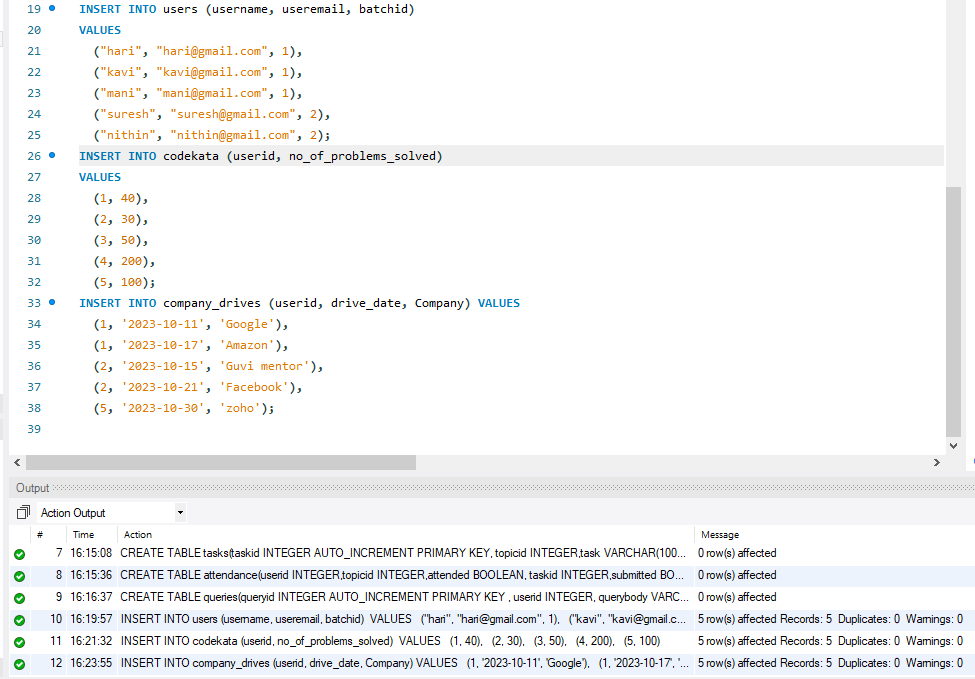 19 INSERT INTO users (username, useremail, batchid)
20 VALUES
21 ("hari", "hari@gmail.com", 1),
22 ("kavi", "kavi@gmail.com", 1),
23 ("mani", "mani@gmail.com", 1),
24 ("suresh", "suresh@gmail.com", 2),
25 ("nithin", "nithin@gmail.com", 2);
26 INSERT INTO codekata (userid, no_of_problems_solved)
27 VALUES
28 (1, 40),
29 (2, 30),
30 (3, 50),
31 (4, 200),
32 (5, 100);
33 INSERT INTO company_drives (userid, drive_date, Company) VALUES
34 (1, '2023-10-11', 'Google'),
35 (1, '2023-10-17', 'Amazon'),
36 (2, '2023-10-15', 'Guvi mentor'),
37 (2, '2023-10-21', 'Facebook'),
38 (5, '2023-10-30', 'zoho');
39
Output
Action Output
# Time Action Message
7 16:15:08 CREATE TABLE tasks(taskid INTEGER AUTO_INCREMENT PRIMARY KEY, topicid INTEGER,task VARCHAR(100... 0 row(s) affected
8 16:15:36 CREATE TABLE attendance(userid INTEGER,topicid INTEGER,attended BOOLEAN, taskid INTEGER,submitted BO... 0 row(s) affected
9 16:16:37 CREATE TABLE queries(queryid INTEGER AUTO_INCREMENT PRIMARY KEY , userid INTEGER, querybody VARC... 0 row(s) affected
10 16:19:57 INSERT INTO users (username, useremail, batchid) VALUES ("hari", "hari@gmail.com", 1), ("kavi", "kavi@gmail.c... 5 row(s) affected Records: 5 Duplicates: 0 Warnings: 0
11 16:21:32 INSERT INTO codekata (userid, no_of_problems_solved) VALUES (1, 40), (2, 30), (3, 50), (4, 200), (5, 100) 5 row(s) affected Records: 5 Duplicates: 0 Warnings: 0
12 16:23:55 INSERT INTO company_drives (userid, drive_date, Company) VALUES (1, '2023-10-11', 'Google'), (1, '2023-10-17', '... 5 row(s) affected Records: 5 Duplicates: 0 Warnings: 0